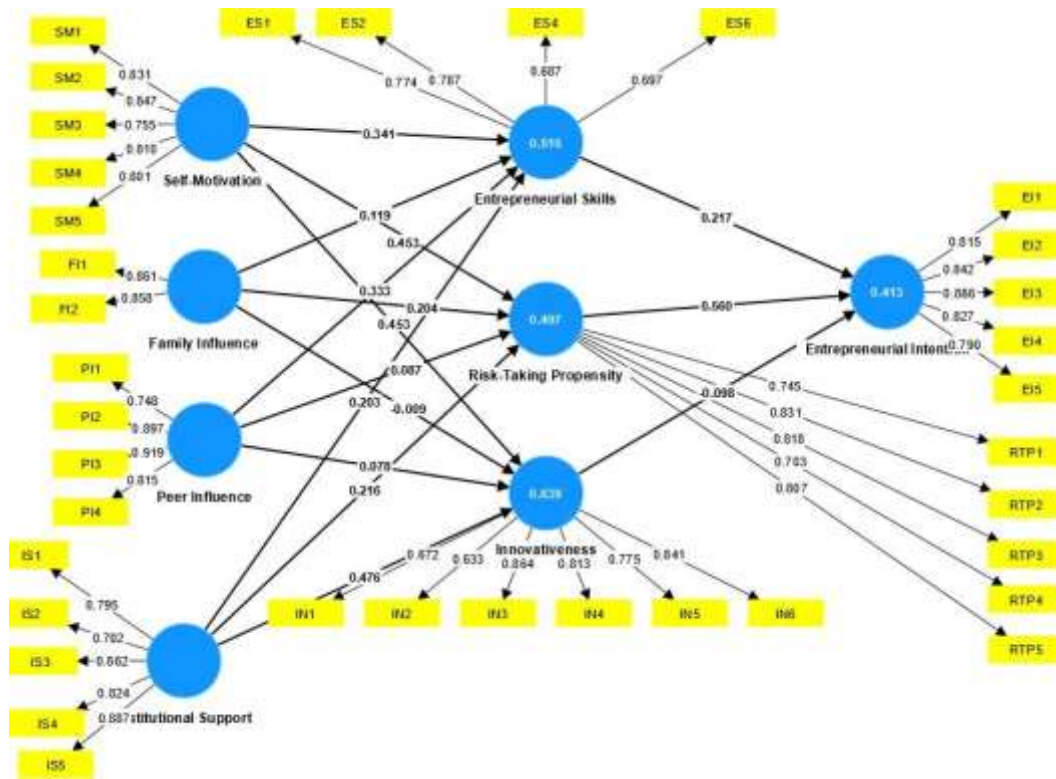 SM1
SM2
SM3
SM4
SM5
0.831
0.847
0.755
0.801
Self-Motivation
FI1
0.861
0.858
Family Influence
PI1
PI2
PI3
PI4
0.748
0.897
0.919
0.815
Peer Influence
IS1
IS2
IS3
IS4
IS5
0.795
0.702
0.824
0.887
stitutional Support
ES1
ES2
ES4
ES6
0.774
0.787
0.687
0.697
Entrepreneurial Skills
0.341
0.119
0.453
0.333
0.204
0.453
0.087
0.203
-0.009
0.078
0.216
0.476
0.497
Risk-Taking Propensity
Innovativeness
0.672
0.633
0.864
0.813
0.775
0.841
IN1
IN2
IN3
IN4
IN5
IN6
0.217
0.560
-0.098
0.413
Entrepreneurial Intent.....
EI1
EI2
EI3
EI4
EI5
0.815
0.842
0.886
0.827
0.790
0.745
0.831
0.818
0.807
RTP1
RTP2
RTP3
RTP4
RTP5